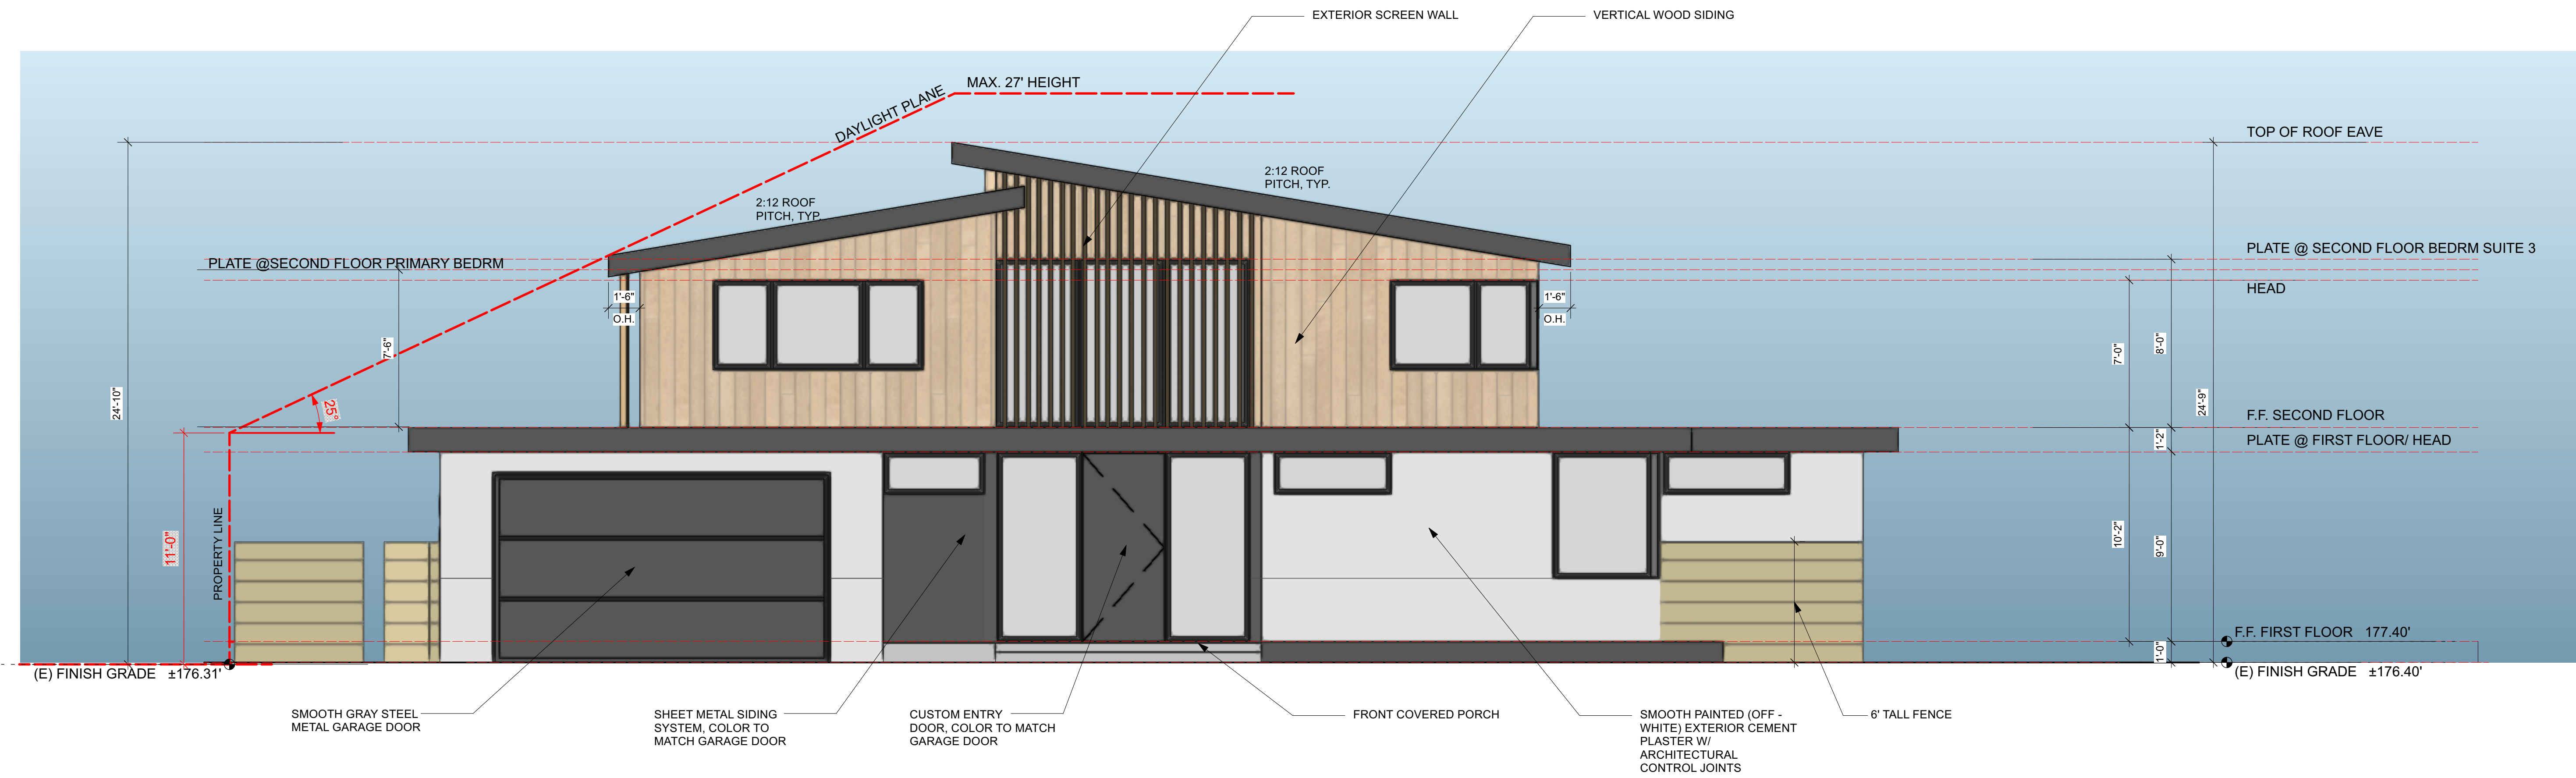 EXTERIOR SCREEN WALL
VERTICAL WOOD SIDING
MAX. 27' HEIGHT
DAYLIGHT PLANE
TOP OF ROOF EAVE
2:12 ROOF
PITCH, TYP.
2:12 ROOF
PITCH, TYP.
PLATE @SECOND FLOOR PRIMARY BEDRM
PLATE @ SECOND FLOOR BEDRM SUITE 3
HEAD
1'-6"
O.H.
1'-6"
O.H.
7'-6"
7'-0"
8'-0"
24'-10"
24'-9"
25°
F.F. SECOND FLOOR
1'-2"
PLATE @ FIRST FLOOR/ HEAD
11'-0"
PROPERTY LINE
10'-2"
9'-0"
F.F. FIRST FLOOR 177.40'
1'-0"
(E) FINISH GRADE ±176.31'
(E) FINISH GRADE ±176.40'
SMOOTH GRAY STEEL
METAL GARAGE DOOR
SHEET METAL SIDING
SYSTEM, COLOR TO
MATCH GARAGE DOOR
CUSTOM ENTRY
DOOR, COLOR TO MATCH
GARAGE DOOR
FRONT COVERED PORCH
SMOOTH PAINTED (OFF -
WHITE) EXTERIOR CEMENT
PLASTER W/
ARCHITECTURAL
CONTROL JOINTS
6' TALL FENCE